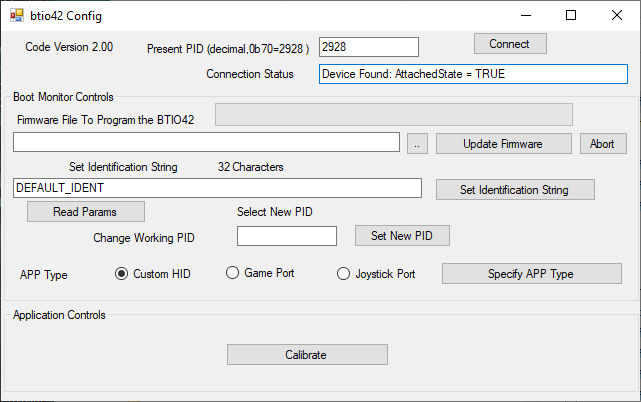 btio42 Config
Code Version 2.00
Present PID (decimal,0b70=2928 )
2928
Connect
Connection Status
Device Found: AttachedState = TRUE
Boot Monitor Controls
Firmware File To Program the BTIO42
..
Update Firmware
Abort
Set Identification String
32 Characters
DEFAULT_IDENT
Set Identification String
Read Params
Select New PID
Change Working PID
Set New PID
APP Type
Custom HID
Game Port
Joystick Port
Specify APP Type
Application Controls
Calibrate